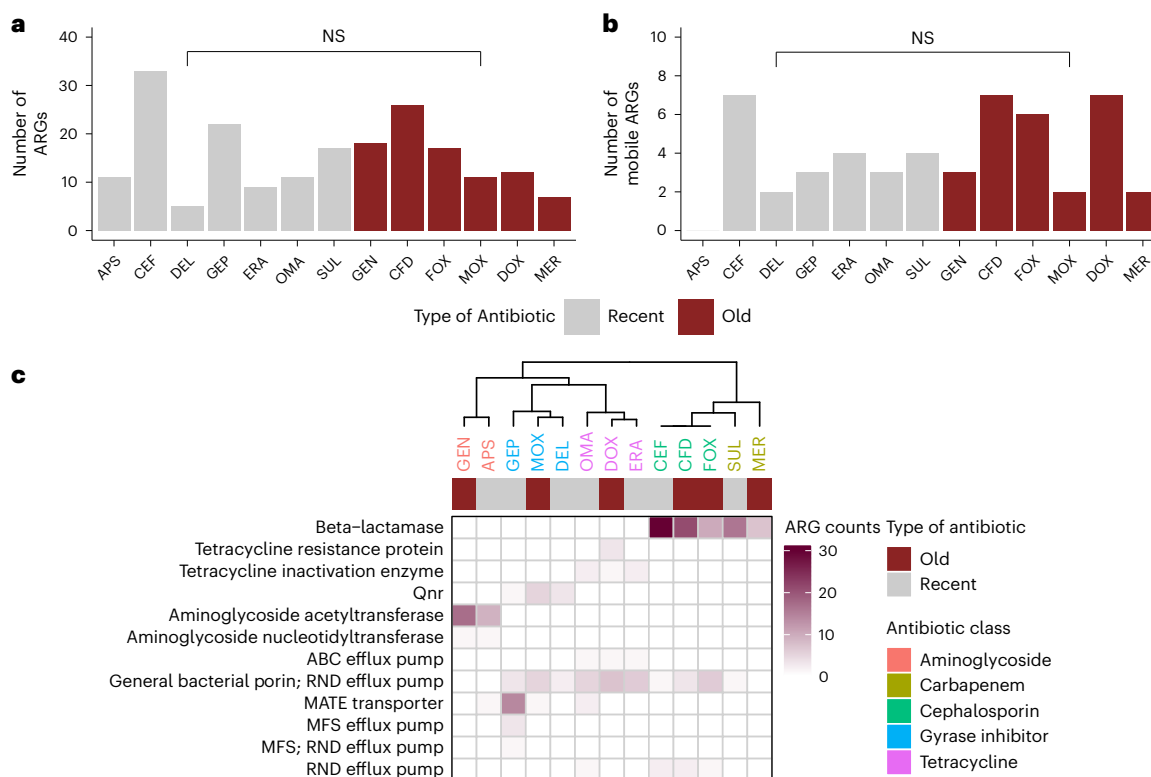 a
NS
40
30
20
10
0
Number of
ARGs
APS CEF DEL GEP ERA OMA SUL GEN CFD FOX MOX DOX MER
b
NS
10
8
6
4
2
0
Number of
mobile ARGs
APS CEF DEL GEP ERA OMA SUL GEN CFD FOX MOX DOX MER
Type of Antibiotic Recent Old
c
GEN APS GEP MOX DEL OMA DOX ERA CEF CFD FOX SUL MER
Beta−lactamase
Tetracycline resistance protein
Tetracycline inactivation enzyme
Qnr
Aminoglycoside acetyltransferase
Aminoglycoside nucleotidyltransferase
ABC efflux pump
General bacterial porin; RND efflux pump
MATE transporter
MFS efflux pump
MFS; RND efflux pump
RND efflux pump
ARG counts
30
20
10
0
Type of antibiotic
Old
Recent
Antibiotic class
Aminoglycoside
Carbapenem
Cephalosporin
Gyrase inhibitor
Tetracycline